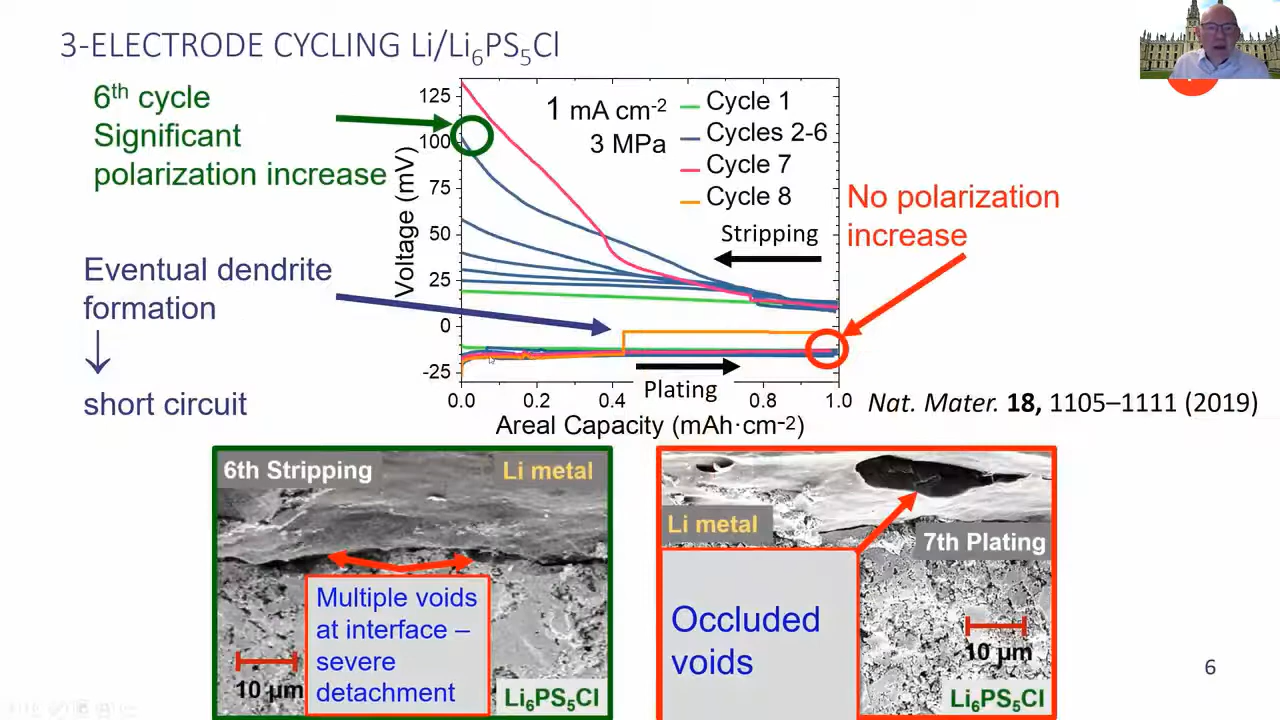 3-ELECTRODE CYCLING Li/Li₆PS₅Cl
6th cycle
Significant
polarization increase
Eventual dendrite
formation
↓
short circuit
Voltage (mV)
125
100
75
50
25
0
-25
1 mA cm-2
3 MPa
Cycle 1
Cycles 2-6
Cycle 7
Cycle 8
Stripping
Plating
0.0 0.2 0.4 0.6 0.8 1.0
Areal Capacity (mAh·cm-2)
No polarization
increase
Nat. Mater. 18, 1105–1111 (2019)
6th Stripping
Li metal
Multiple voids
at interface –
severe
detachment
10 µm
Li₆PS₅Cl
Li metal
7th Plating
Occluded
voids
10 µm
Li₆PS₅Cl
6